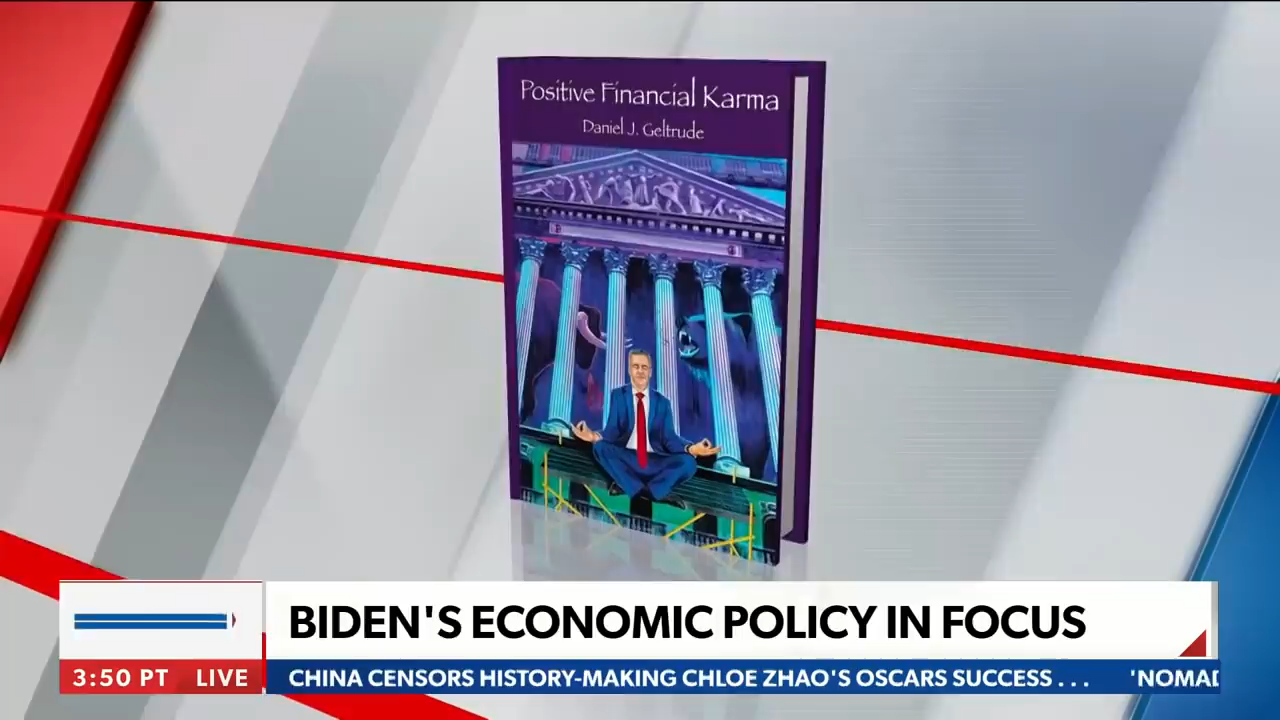 Positive Financial Karma
Daniel J. Geltrude
BIDEN'S ECONOMIC POLICY IN FOCUS
3:50 PT LIVE
CHINA CENSORS HISTORY-MAKING CHLOE ZHAO'S OSCARS SUCCESS . . . 'NOMAD